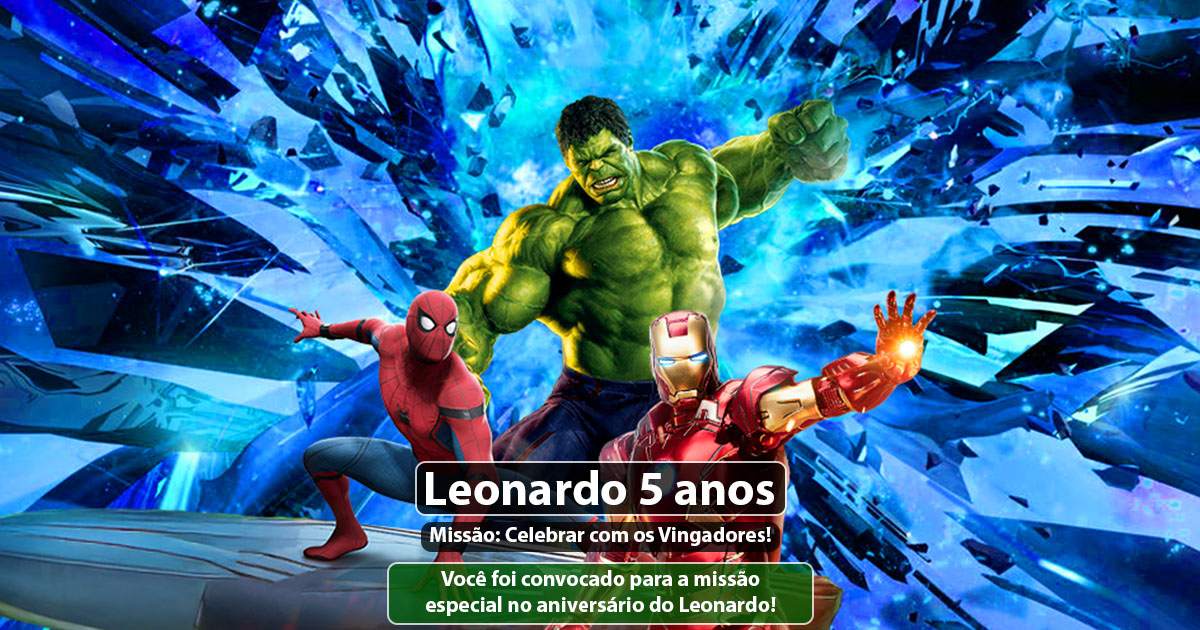 Leonardo 5 anos
Missão: Celebrar com os Vingadores!
Você foi convocado para a missão
especial no aniversário do Leonardo!